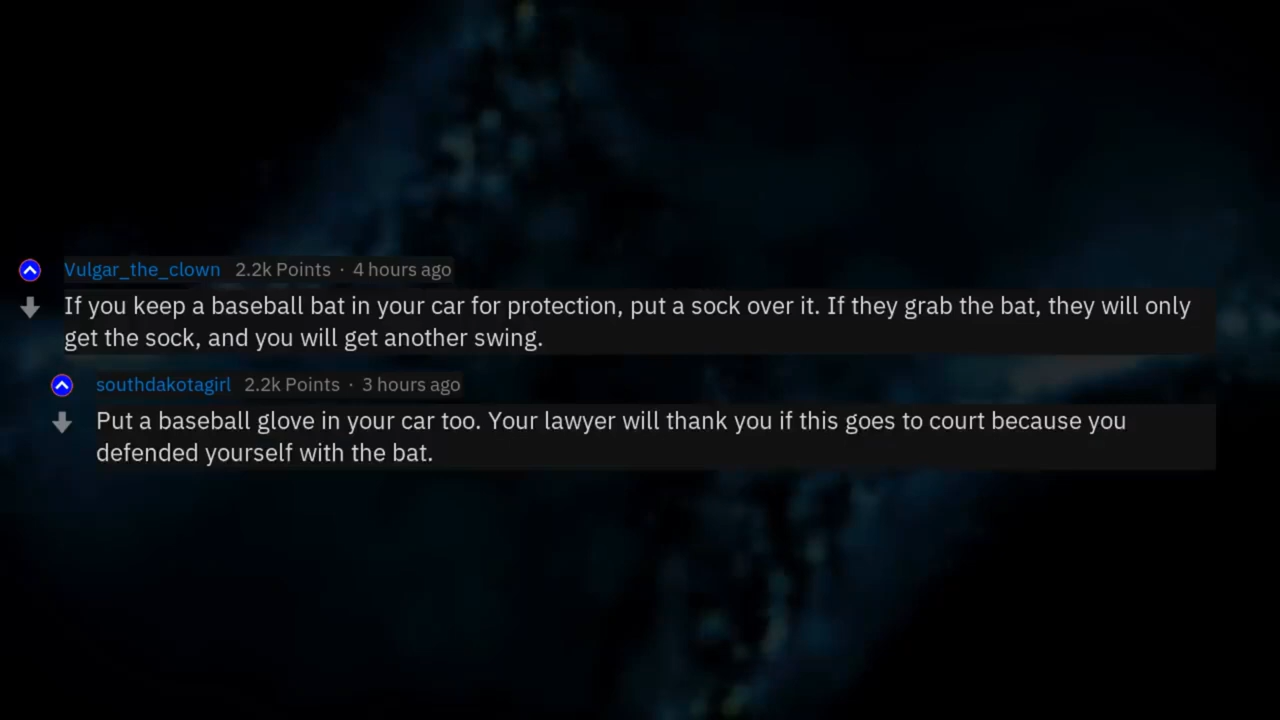 Vulgar_the_clown 2.2k Points · 4 hours ago
If you keep a baseball bat in your car for protection, put a sock over it. If they grab the bat, they will only
get the sock, and you will get another swing.
southdakotagirl 2.2k Points · 3 hours ago
Put a baseball glove in your car too. Your lawyer will thank you if this goes to court because you
defended yourself with the bat.